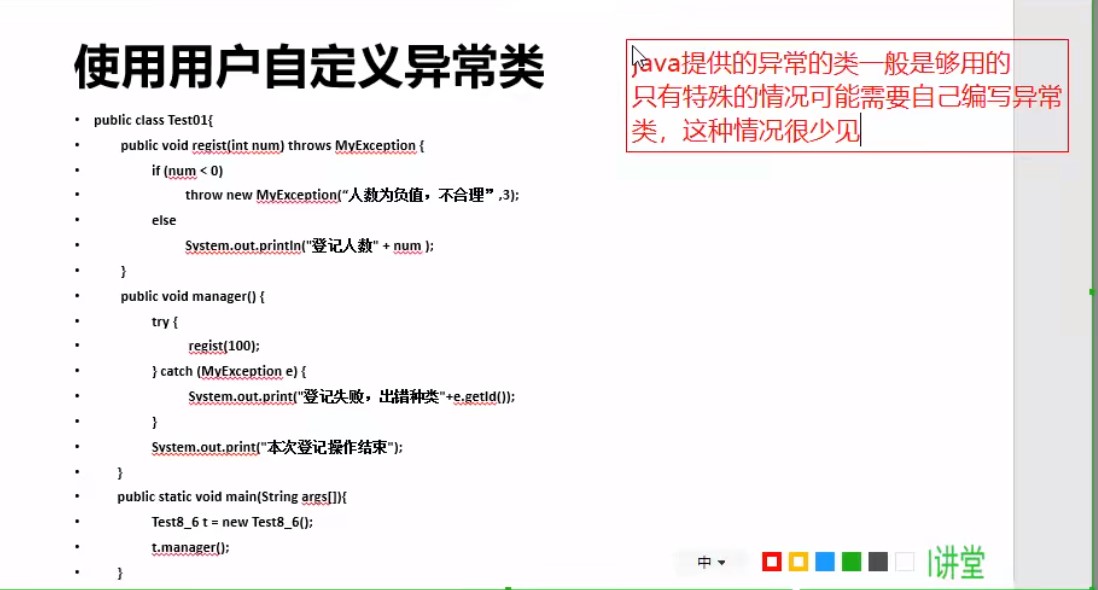 使用用户自定义异常类
java提供的异常的类一般是够用的
只有特殊的情况可能需要自己编写异常
类，这种情况很少见
• public class Test01{
• public void regist(int num) throws MyException {
• if (num < 0)
• throw new MyException(“人数为负值，不合理”,3);
• else
• System.out.println("登记人数" + num );
• }
• public void manager() {
• try {
• regist(100);
• } catch (MyException e) {
• System.out.print("登记失败，出错种类"+e.getId());
• }
• System.out.print("本次登记操作结束");
• }
• public static void main(String args[]){
• Test8_6 t = new Test8_6();
• t.manager();
• }
中
i讲堂